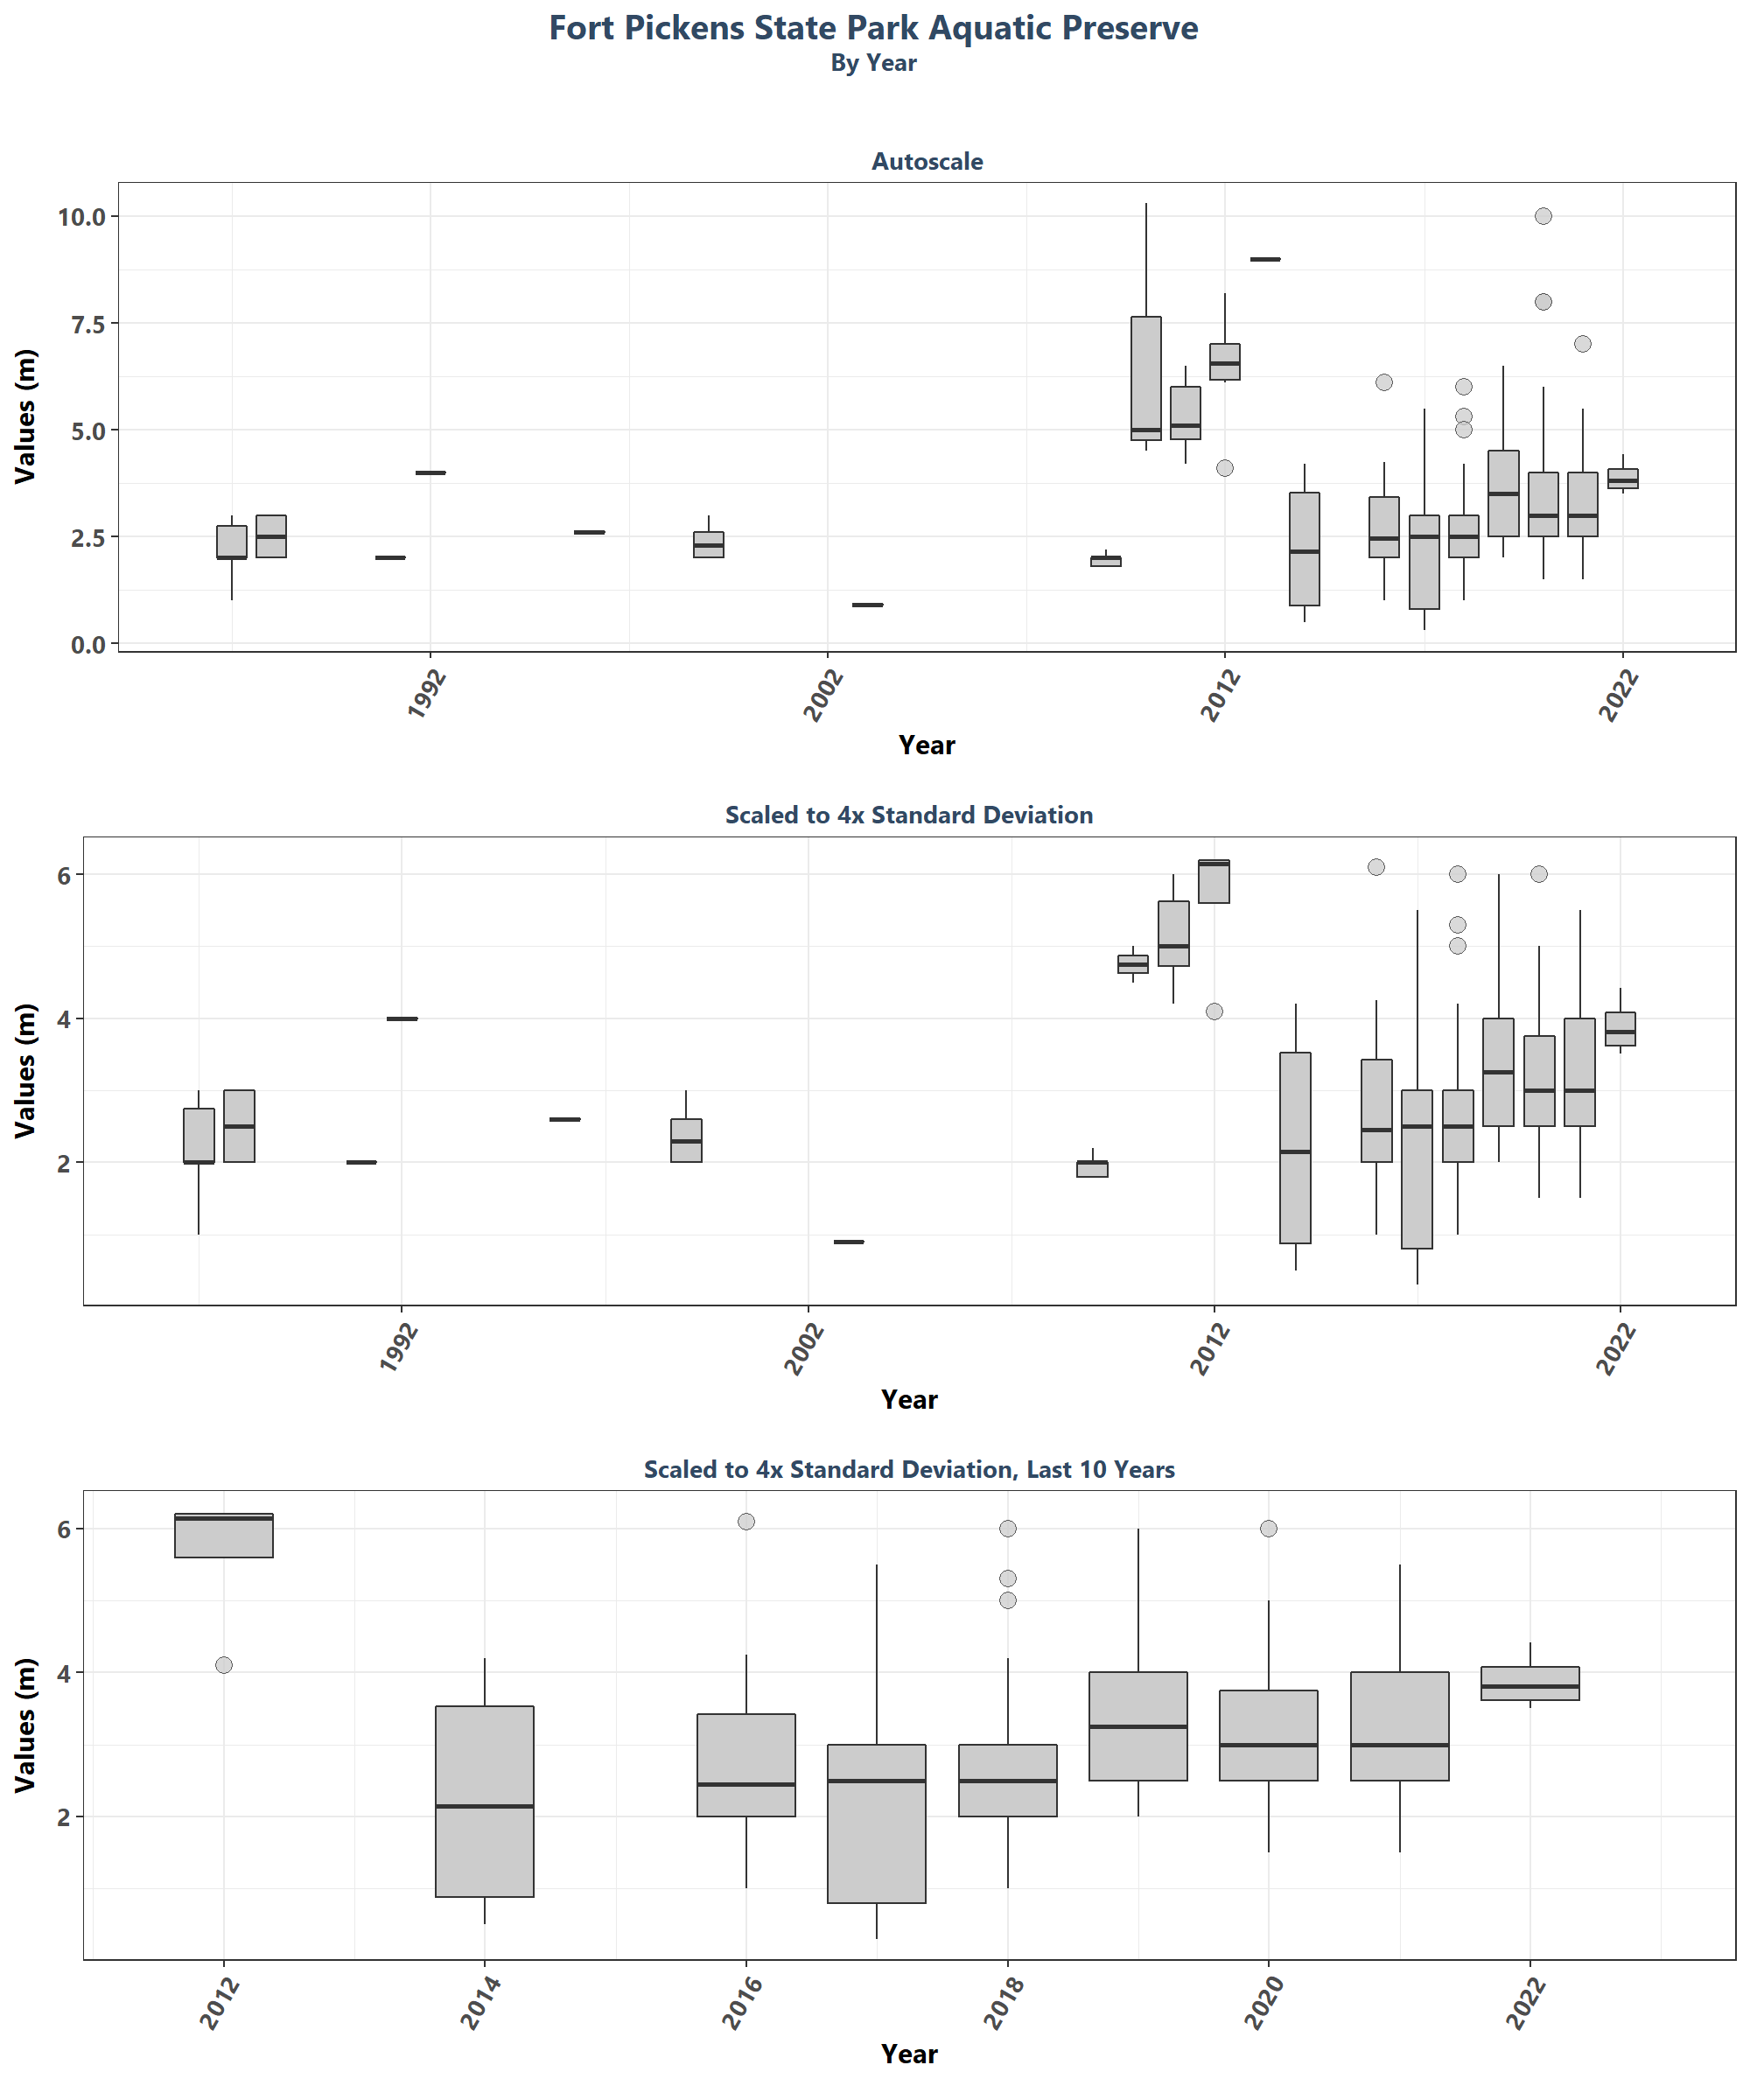 Fort Pickens State Park Aquatic Preserve
By Year
Autoscale
Values (m)
10.0
7.5
5.0
2.5
0.0
1992
2002
2012
2022
Year
Scaled to 4x Standard Deviation
Values (m)
6
4
2
1992
2002
2012
2022
Year
Scaled to 4x Standard Deviation, Last 10 Years
Values (m)
6
4
2
2012
2014
2016
2018
2020
2022
Year